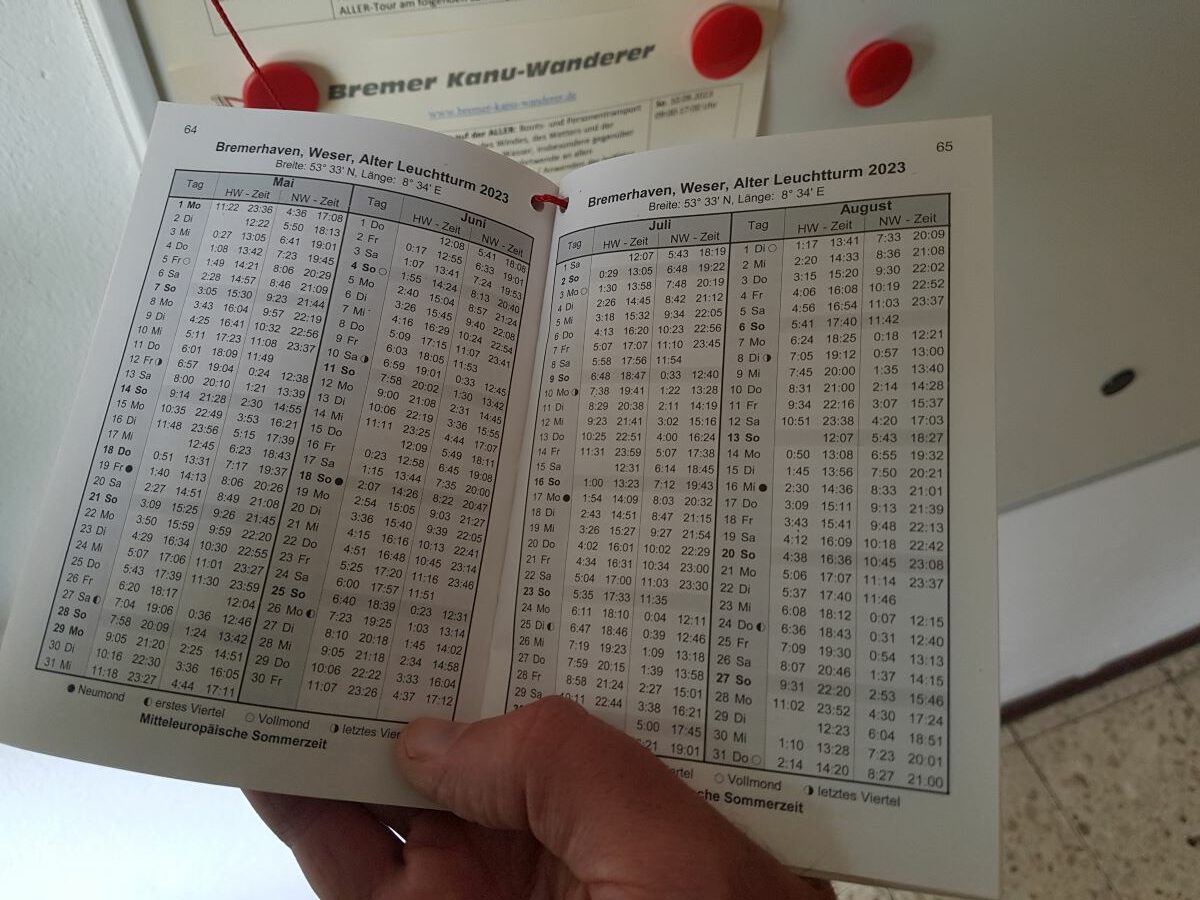 ALLER-Tour am folgenden
Bremer Kanu-Wanderer
www.bremer-kanu-wanderer.de
auf der ALLER: Boots- und Personentransport
des Windes, des Wetters und der
09:00-17:00 Uhr
64
Bremerhaven, Weser, Alter Leuchtturm 2023
Breite: 53° 33' N, Länge: 8° 34' E
Tag Mai
HW - Zeit NW - Zeit
1 Mo 11:22 23:36 4:36 17:08
2 Di 12:22 5:50 18:13
3 Mi 0:27 13:05 6:41 19:01
4 Do 1:08 13:42 7:23 19:45
5 Fr ○ 1:49 14:21 8:06 20:29
6 Sa 2:28 14:57 8:46 21:09
7 So 3:05 15:30 9:23 21:44
8 Mo 3:43 16:04 9:57 22:19
9 Di 4:25 16:41 10:32 22:56
10 Mi 5:11 17:23 11:08 23:37
11 Do 6:01 18:09 11:49
12 Fr ◑ 6:57 19:04 0:24 12:38
13 Sa 8:00 20:10 1:21 13:39
14 So 9:14 21:28 2:30 14:55
15 Mo 10:35 22:49 3:53 16:21
16 Di 11:48 23:56 5:15 17:39
17 Mi 12:45 6:23 18:43
18 Do 0:51 13:31 7:17 19:37
19 Fr ● 1:40 14:13 8:06 20:26
20 Sa 2:27 14:51 8:49 21:08
21 So 3:09 15:25 9:26 21:45
22 Mo 3:50 15:59 9:59 22:20
23 Di 4:29 16:34 10:30 22:55
24 Mi 5:07 17:06 11:01 23:27
25 Do 5:43 17:39 11:30 23:59
26 Fr 6:20 18:17 12:04
27 Sa ◐ 7:04 19:06 0:36 12:46
28 So 7:58 20:09 1:24 13:42
29 Mo 9:05 21:20 2:25 14:51
30 Di 10:16 22:30 3:36 16:05
31 Mi 11:18 23:27 4:44 17:11
Tag Juni
HW - Zeit NW - Zeit
1 Do 12:08 5:41 18:08
2 Fr 0:17 12:55 6:33 19:01
3 Sa 1:07 13:41 7:24 19:53
4 So ○ 1:55 14:24 8:13 20:40
5 Mo 2:40 15:04 8:57 21:24
6 Di 3:26 15:45 9:40 22:08
7 Mi 4:16 16:29 10:24 22:54
8 Do 5:09 17:15 11:07 23:41
9 Fr 6:03 18:05 11:53
10 Sa ◑ 6:59 19:01 0:33 12:45
11 So 7:58 20:02 1:30 13:42
12 Mo 9:00 21:08 2:31 14:45
13 Di 10:06 22:19 3:36 15:55
14 Mi 11:11 23:25 4:44 17:07
15 Do 12:09 5:49 18:11
16 Fr 0:23 12:58 6:45 19:08
17 Sa 1:15 13:44 7:35 20:00
18 So ● 2:07 14:26 8:22 20:47
19 Mo 2:54 15:05 9:03 21:27
20 Di 3:36 15:40 9:39 22:05
21 Mi 4:15 16:16 10:13 22:41
22 Do 4:51 16:48 10:45 23:14
23 Fr 5:25 17:20 11:16 23:46
24 Sa 6:00 17:57 11:51
25 So 6:40 18:39 0:23 12:31
26 Mo ◐ 7:23 19:25 1:03 13:14
27 Di 8:10 20:18 1:45 14:02
28 Mi 9:05 21:18 2:34 14:58
29 Do 10:06 22:22 3:33 16:04
30 Fr 11:07 23:26 4:37 17:12
● Neumond ◐ erstes Viertel ○ Vollmond ◑ letztes
Mitteleuropäische Sommerzeit
65
Bremerhaven, Weser, Alter Leuchtturm 2023
Breite: 53° 33' N, Länge: 8° 34' E
Tag Juli
HW - Zeit NW - Zeit
1 Sa 12:07 5:43 18:19
2 So 0:29 13:05 6:48 19:22
3 Mo ○ 1:30 13:58 7:48 20:19
4 Di 2:26 14:45 8:42 21:12
5 Mi 3:18 15:32 9:34 22:05
6 Do 4:13 16:20 10:23 22:56
7 Fr 5:07 17:07 11:10 23:45
8 Sa 5:58 17:56 11:54
9 So 6:48 18:47 0:33 12:40
10 Mo ◑ 7:38 19:41 1:22 13:28
11 Di 8:29 20:38 2:11 14:19
12 Mi 9:23 21:41 3:02 15:16
13 Do 10:25 22:51 4:00 16:24
14 Fr 11:31 23:59 5:07 17:38
15 Sa 12:31 6:14 18:45
16 So 1:00 13:23 7:12 19:43
17 Mo ● 1:54 14:09 8:03 20:32
18 Di 2:43 14:51 8:47 21:15
19 Mi 3:26 15:27 9:27 21:54
20 Do 4:02 16:01 10:02 22:29
21 Fr 4:34 16:31 10:34 23:00
22 Sa 5:04 17:00 11:03 23:30
23 So 5:35 17:33 11:35
24 Mo 6:11 18:10 0:04 12:11
25 Di ◐ 6:47 18:46 0:39 12:46
26 Mi 7:19 19:23 1:09 13:18
27 Do 7:59 20:15 1:39 13:58
28 Fr 8:58 21:24 2:27 15:01
29 Sa 10:11 22:44 3:38 16:21
5:00 17:45
:21 19:01
Tag August
HW - Zeit NW - Zeit
1 Di ○ 1:17 13:41 7:33 20:09
2 Mi 2:20 14:33 8:36 21:08
3 Do 3:15 15:20 9:30 22:02
4 Fr 4:06 16:08 10:19 22:52
5 Sa 4:56 16:54 11:03 23:37
6 So 5:41 17:40 11:42
7 Mo 6:24 18:25 0:18 12:21
8 Di ◑ 7:05 19:12 0:57 13:00
9 Mi 7:45 20:00 1:35 13:40
10 Do 8:31 21:00 2:14 14:28
11 Fr 9:34 22:16 3:07 15:37
12 Sa 10:51 23:38 4:20 17:03
13 So 12:07 5:43 18:27
14 Mo 0:50 13:08 6:55 19:32
15 Di 1:45 13:56 7:50 20:21
16 Mi ● 2:30 14:36 8:33 21:01
17 Do 3:09 15:11 9:13 21:39
18 Fr 3:43 15:41 9:48 22:13
19 Sa 4:12 16:09 10:18 22:42
20 So 4:38 16:36 10:45 23:08
21 Mo 5:06 17:07 11:14 23:37
22 Di 5:37 17:40 11:46
23 Mi 6:08 18:12 0:07 12:15
24 Do ◐ 6:36 18:43 0:31 12:40
25 Fr 7:09 19:30 0:54 13:13
26 Sa 8:07 20:46 1:37 14:15
27 So 9:31 22:20 2:53 15:46
28 Mo 11:02 23:52 4:30 17:24
29 Di 12:23 6:04 18:51
30 Mi 1:10 13:28 7:23 20:01
31 Do ○ 2:14 14:20 8:27 21:00
rtel ○ Vollmond ◑ letztes Viertel
che Sommerzeit